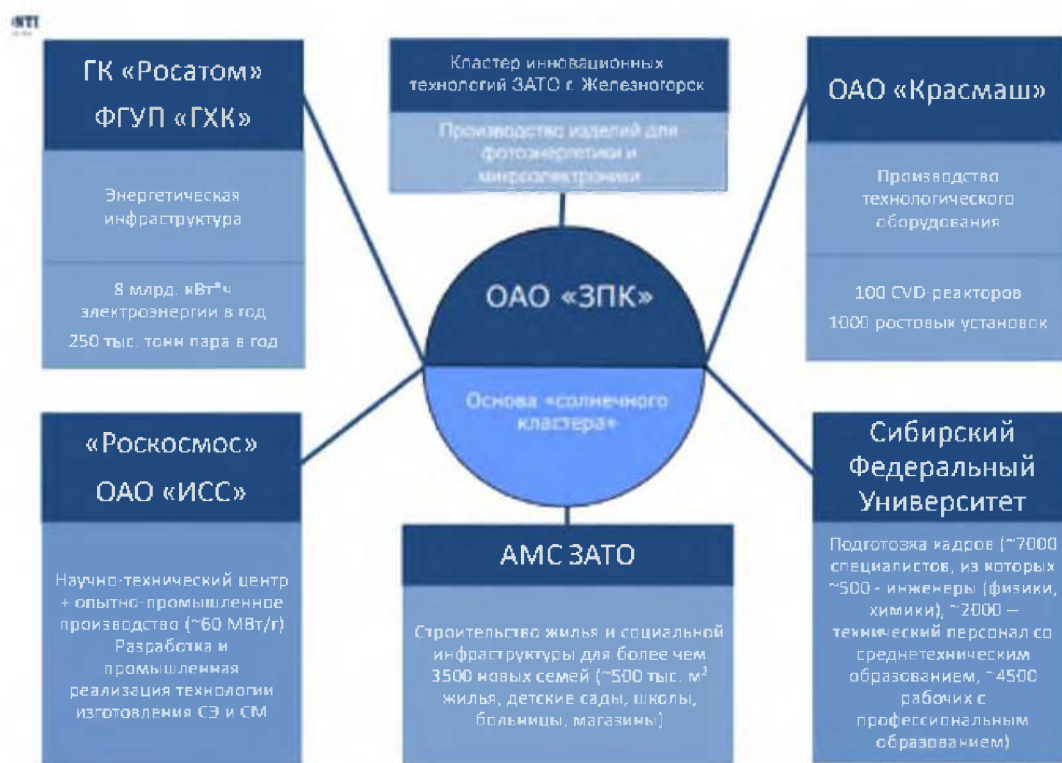 NTI
ГК «Росатом»
ФГУП «ГХК»
Энергетическая
инфраструктура
8 млрд. кВт*ч
электроэнергии в год
250 тыс. тонн пара в год
Кластер инновационных
технологий ЗАТО г. Железногорск
Производство изделий для
фотоэнергетики и
микроэлектроники
ОАО «Красмаш»
Производство
технологического
оборудования
100 CVD-реакторов
1000 ростовых установок
ОАО «ЗПК»
Основа «солнечного
кластера»
«Роскосмос»
ОАО «ИСС»
Научно-технический центр
+ опытно-промышленное
производство (~60 МВт/г)
Разработка и
промышленная
реализация технологии
изготовления СЭ и СМ
АМС ЗАТО
Строительство жилья и социальной
инфраструктуры для более чем
3500 новых семей (~500 тыс. м²
жилья, детские сады, школы,
больницы, магазины)
Сибирский
Федеральный
Университет
Подготовка кадров (~7000
специалистов, из которых
~500 - инженеры (физики,
химики), ~2000 –
технический персонал со
среднетехническим
образованием, ~4500
рабочих с
профессиональным
образованием)